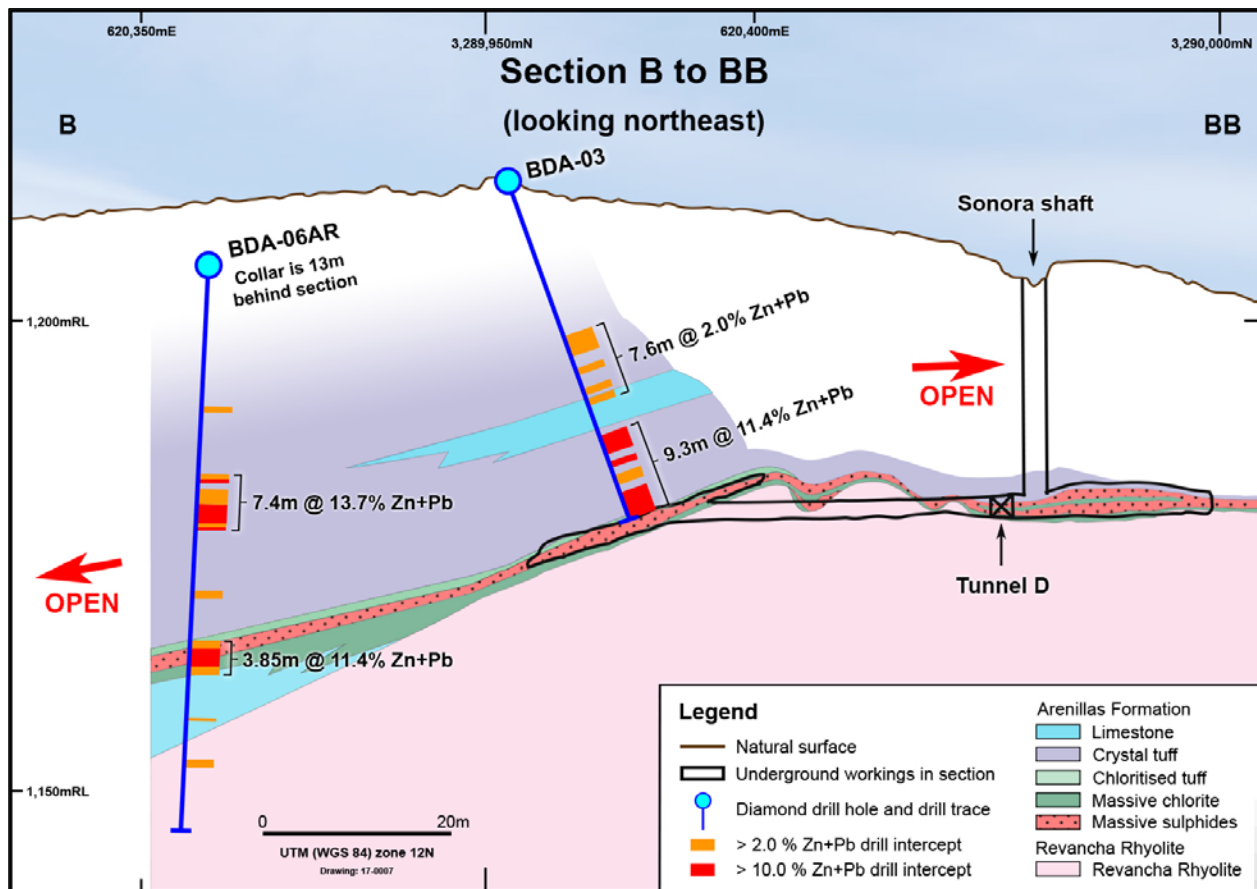 620,350mE
3,289,950mN
620,400mE
3,290,000mN
Section B to BB
(looking northeast)
B
BB
BDA-03
Sonora shaft
BDA-06AR
Collar is 13m
behind section
1,200mRL
1,200mRL
7.6m @ 2.0% Zn+Pb
OPEN
9.3m @ 11.4% Zn+Pb
7.4m @ 13.7% Zn+Pb
OPEN
Tunnel D
3.85m @ 11.4% Zn+Pb
1,150mRL
0
20m
UTM (WGS 84) zone 12N
Drawing: 17-0007
Legend
Natural surface
Underground workings in section
Diamond drill hole and drill trace
> 2.0 % Zn+Pb drill intercept
> 10.0 % Zn+Pb drill intercept
Arenillas Formation
Limestone
Crystal tuff
Chloritised tuff
Massive chlorite
Massive sulphides
Revancha Rhyolite
Revancha Rhyolite